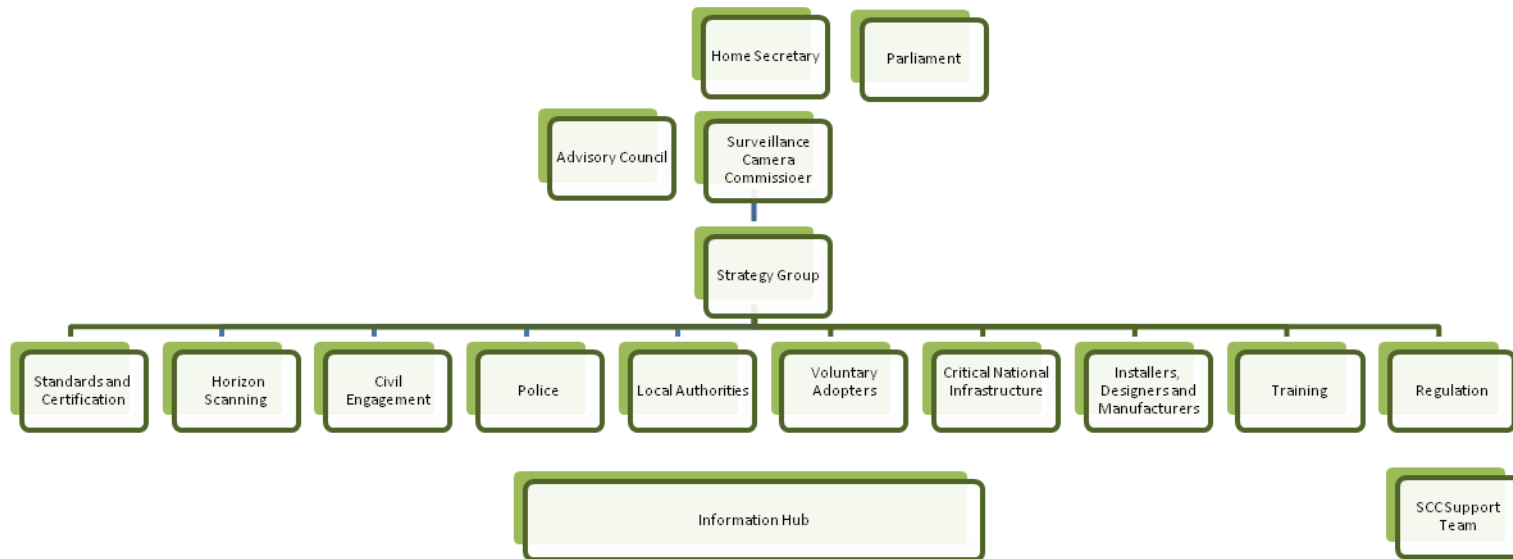 Home Secretary
Parliament
Advisory Council
Surveillance
Camera
Commissioer
Strategy Group
Standards and
Certification
Horizon
Scanning
Civil
Engagement
Police
Local Authorities
Voluntary
Adopters
Critical National
Infrastructure
Installers,
Designers and
Manufacturers
Training
Regulation
Information Hub
SCC Support
Team